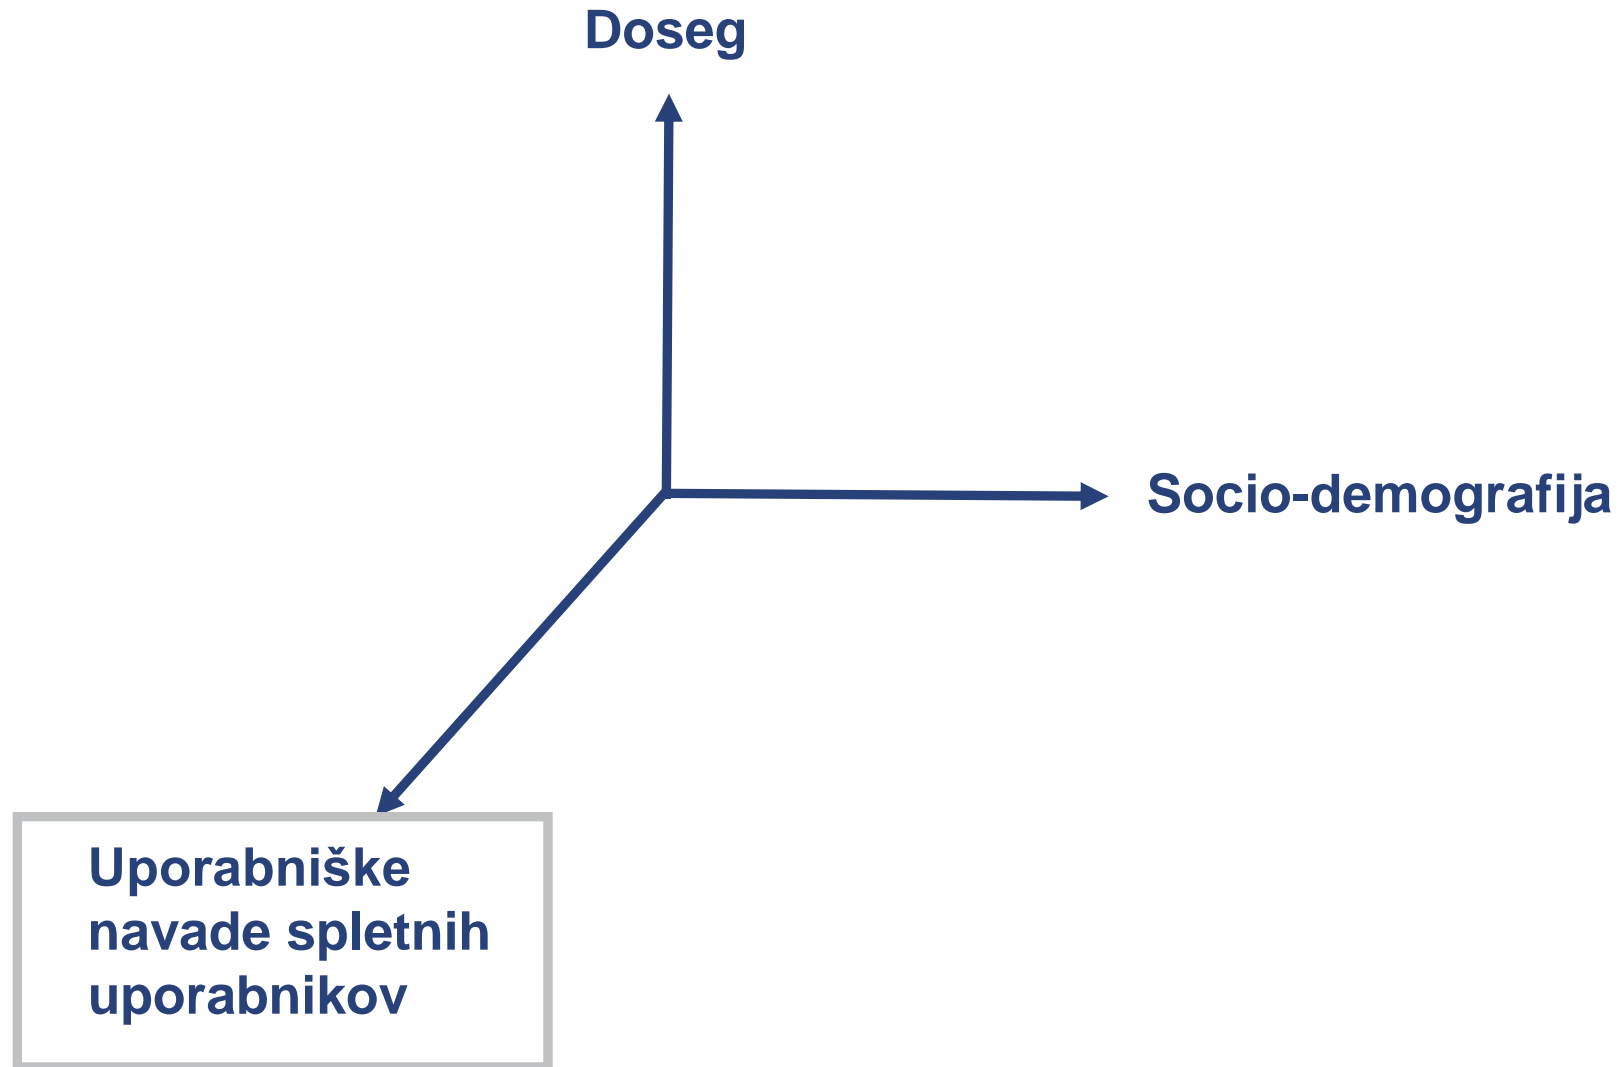 Doseg
Socio-demografija
Uporabniške
navade spletnih
uporabnikov